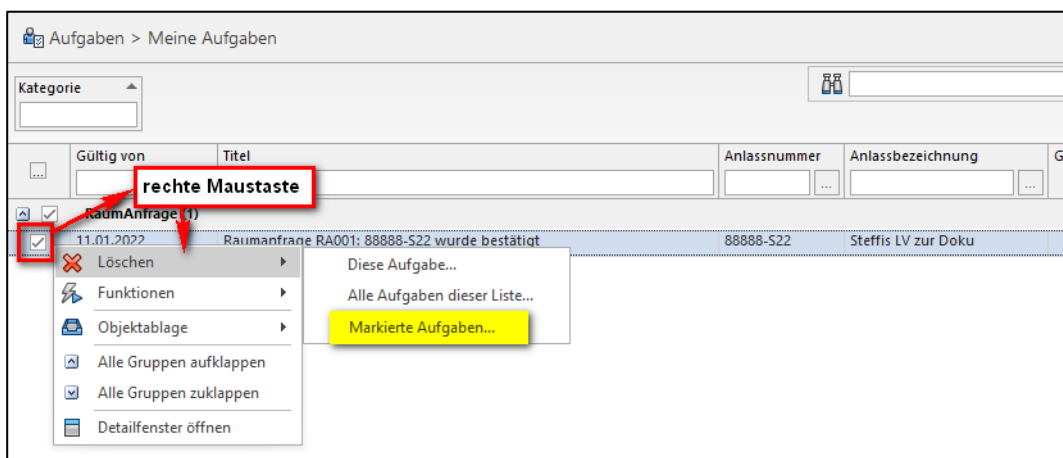 Aufgaben > Meine Aufgaben
Kategorie
Gültig von Titel Anlassnummer Anlassbezeichnung G
...
... ...
rechte Maustaste
RaumAnfrage (1)
11.01.2022 Raumanfrage RA001: 88888-S22 wurde bestätigt 88888-S22 Steffis LV zur Doku
Löschen Diese Aufgabe...
Funktionen Alle Aufgaben dieser Liste...
Objektablage Markierte Aufgaben...
Alle Gruppen aufklappen
Alle Gruppen zuklappen
Detailfenster öffnen